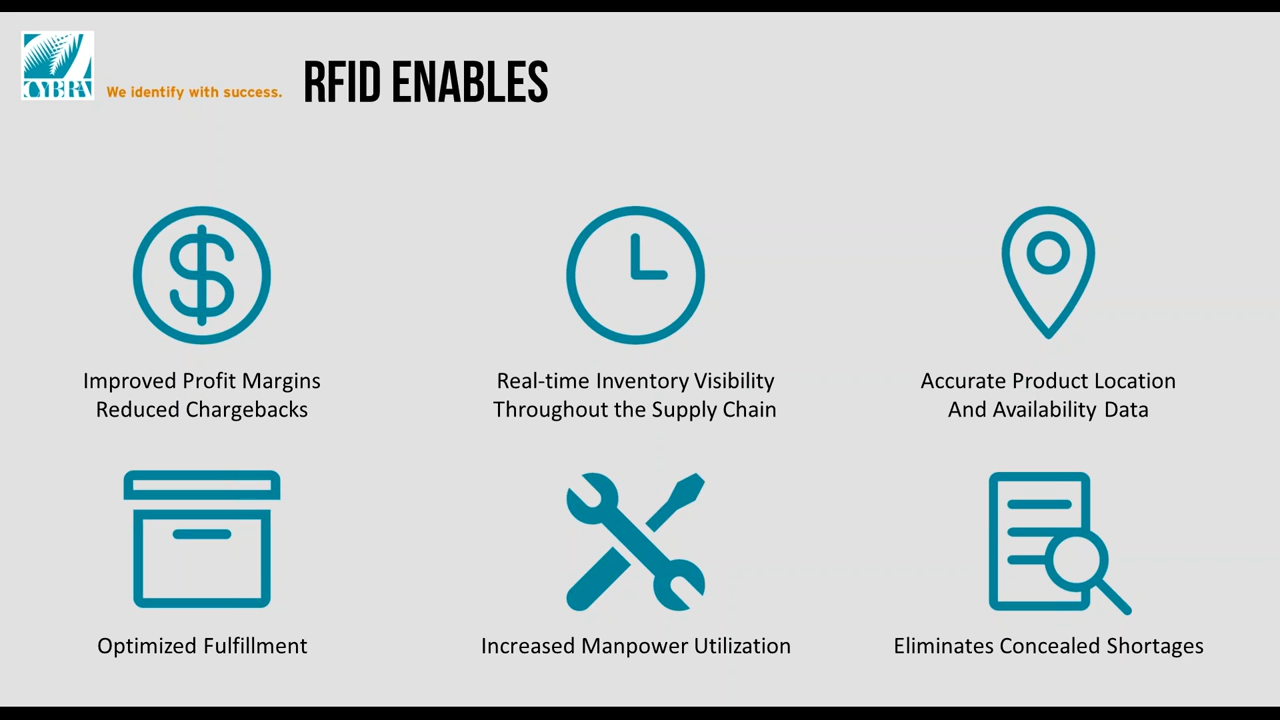 CYBRA
We identify with success.
RFID ENABLES
Improved Profit Margins
Reduced Chargebacks
Real-time Inventory Visibility
Throughout the Supply Chain
Accurate Product Location
And Availability Data
Optimized Fulfillment
Increased Manpower Utilization
Eliminates Concealed Shortages